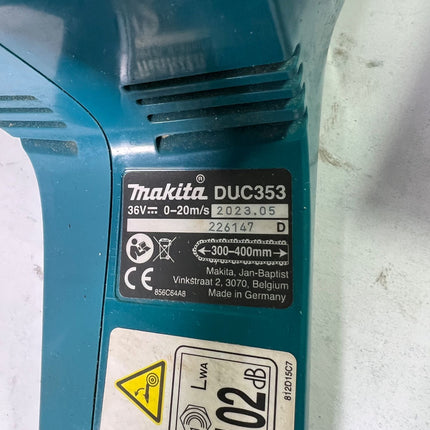 makita® DUC353
36V⎓ 0–20m/s 2023.05
226147 D
300–400mm
CE
Makita, Jan-Baptist
Vinkstraat 2, 3070, Belgium
856C64A8 Made in Germany
LWA
102 dB
812D15C7